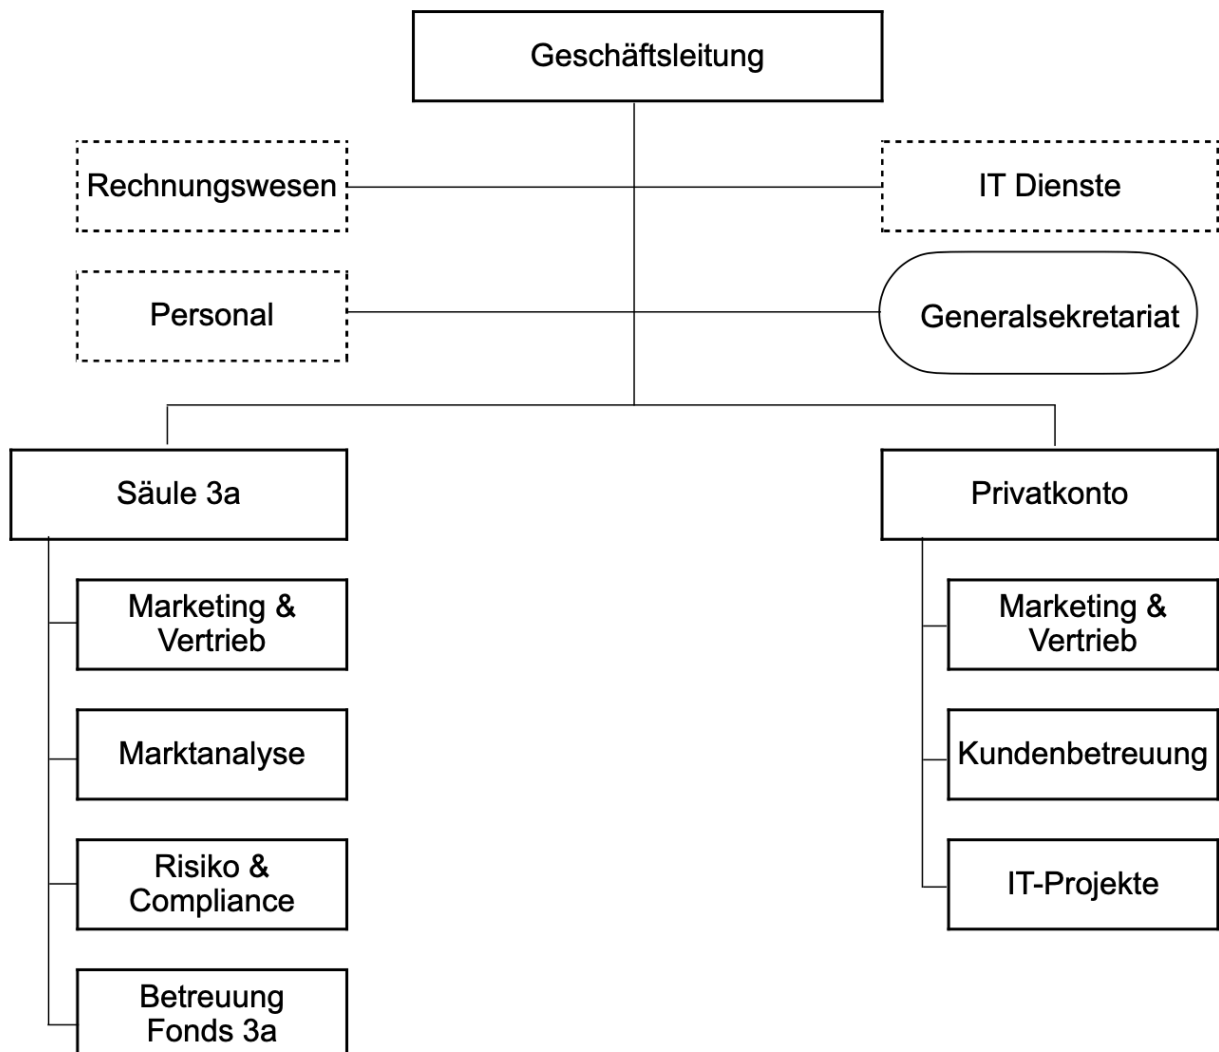 Geschäftsleitung
Rechnungswesen
IT Dienste
Personal
Generalsekretariat
Säule 3a
Privatkonto
Marketing &
Vertrieb
Marketing &
Vertrieb
Marktanalyse
Kundenbetreuung
Risiko &
Compliance
IT-Projekte
Betreuung
Fonds 3a